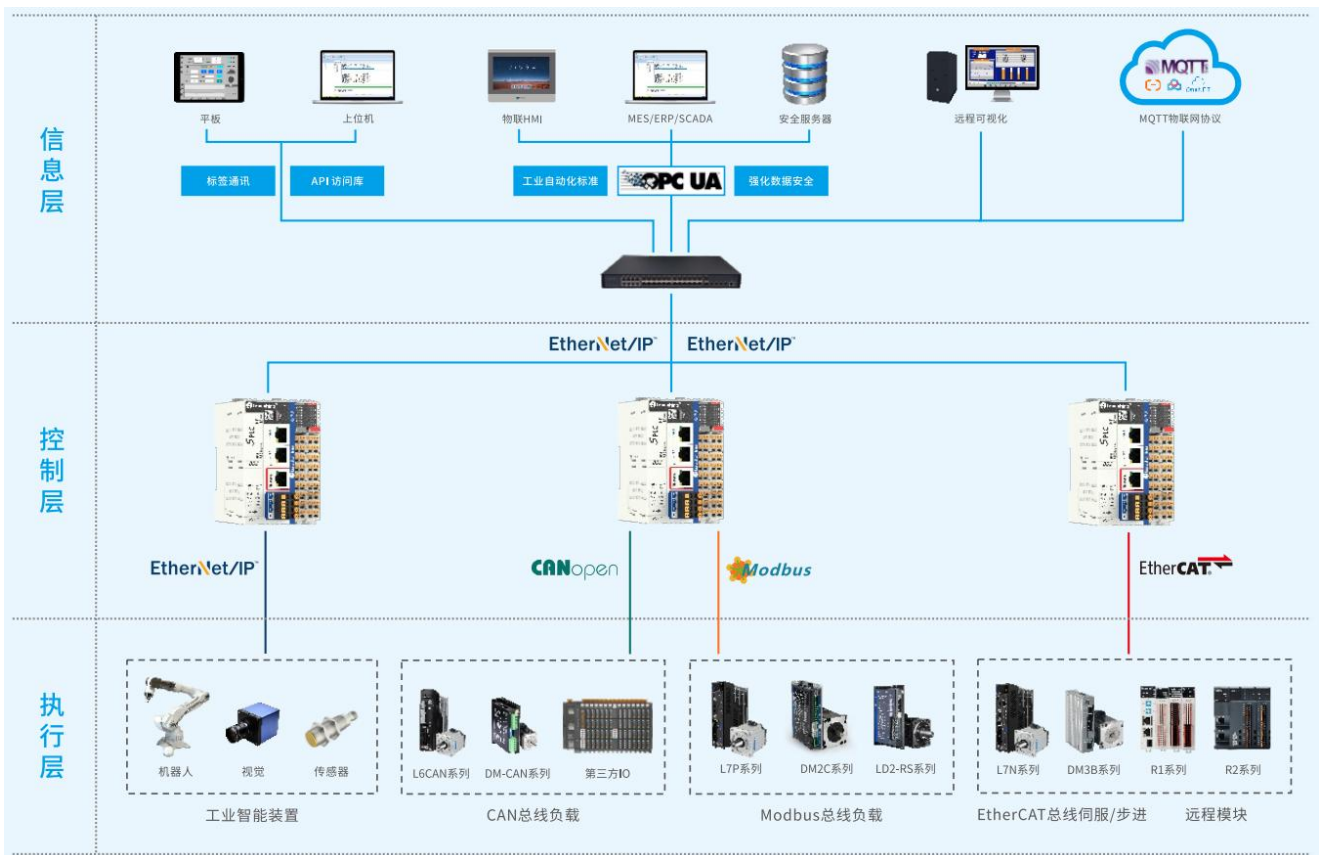 信息层
平板
上位机
物联HMI
MES/ERP/SCADA
安全服务器
远程可视化
MQTT
MQTT物联网协议
标签通讯
API 访问库
工业自动化标准
OPC UA
强化数据安全
控制层
EtherNet/IP
EtherNet/IP
EtherNet/IP
CANopen
Modbus
EtherCAT
执行层
机器人
视觉
传感器
L6CAN系列
DM-CAN系列
第三方IO
L7P系列
DM2C系列
LD2-RS系列
L7N系列
DM3B系列
R1系列
R2系列
工业智能装置
CAN总线负载
Modbus总线负载
EtherCAT总线伺服/步进
远程模块